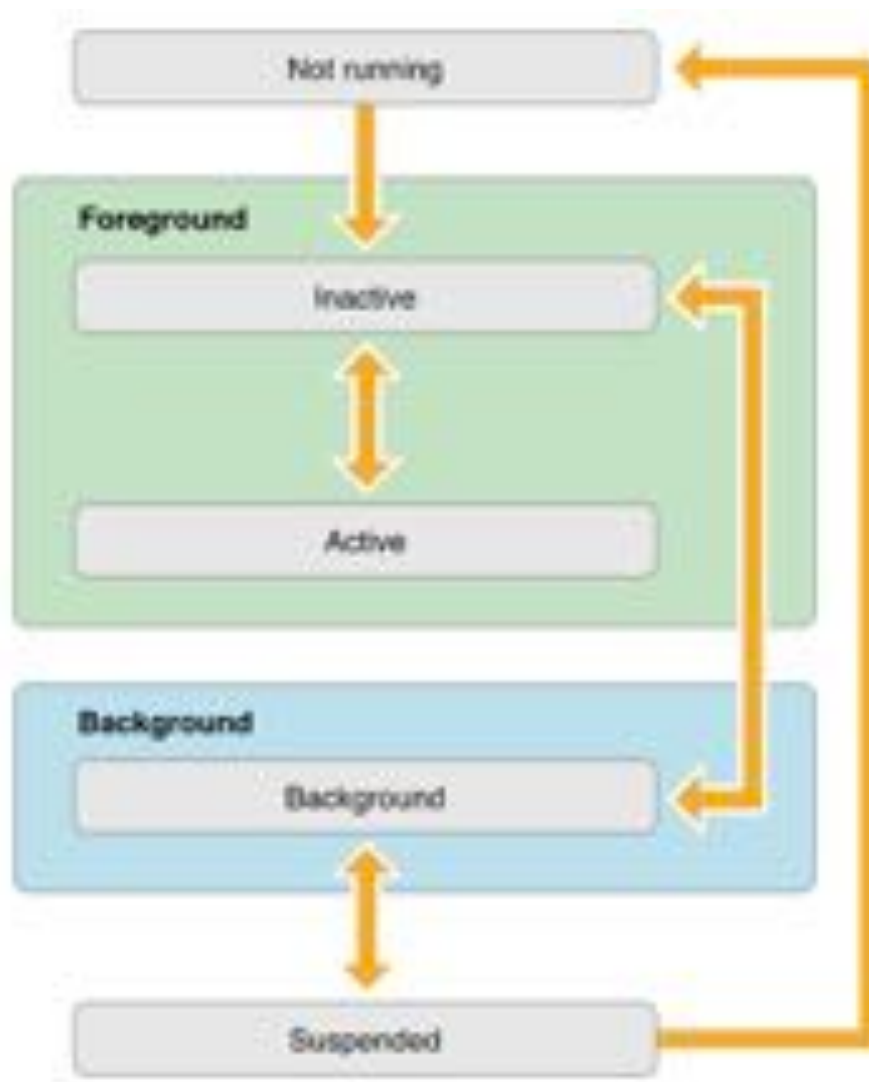 Not running
Foreground
Inactive
Active
Background
Background
Suspended